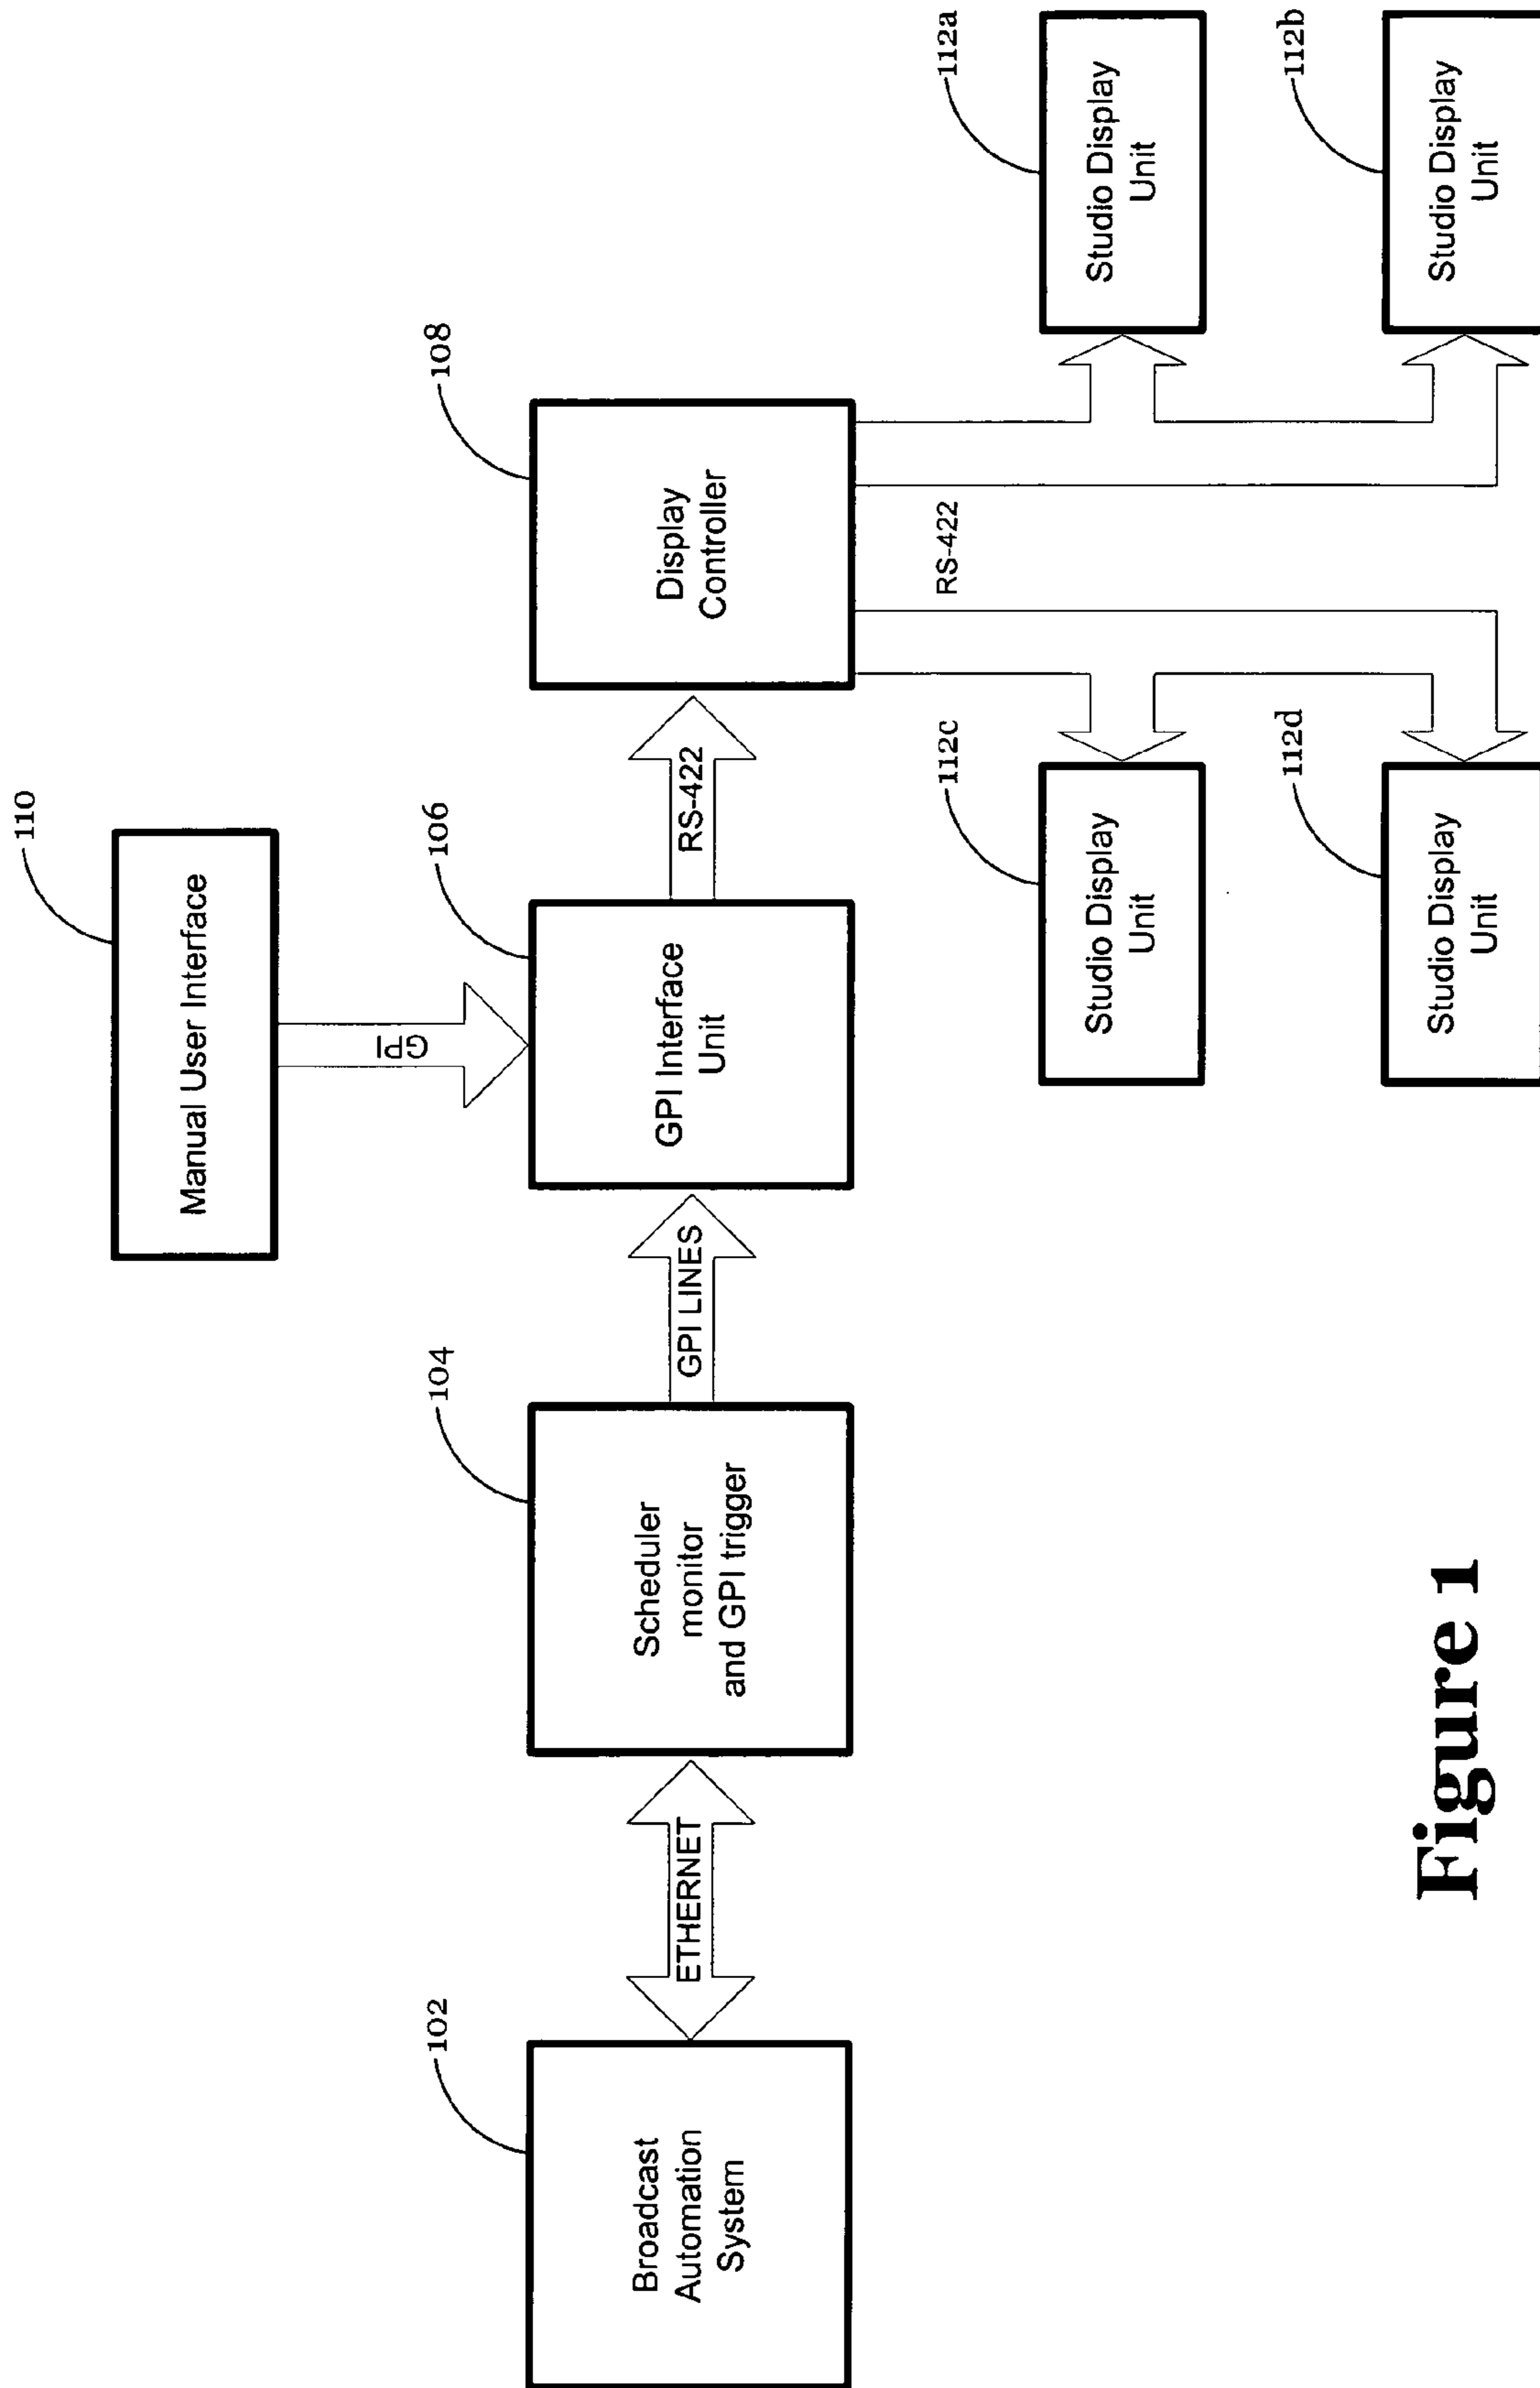 110
Manual User Interface
GPI
102
Broadcast
Automation
System
ETHERNET
104
Scheduler
monitor
and GPI trigger
GPI LINES
106
GPI Interface
Unit
RS-422
108
Display
Controller
RS-422
112c
Studio Display
Unit
112a
Studio Display
Unit
112d
Studio Display
Unit
112b
Studio Display
Unit
Figure 1